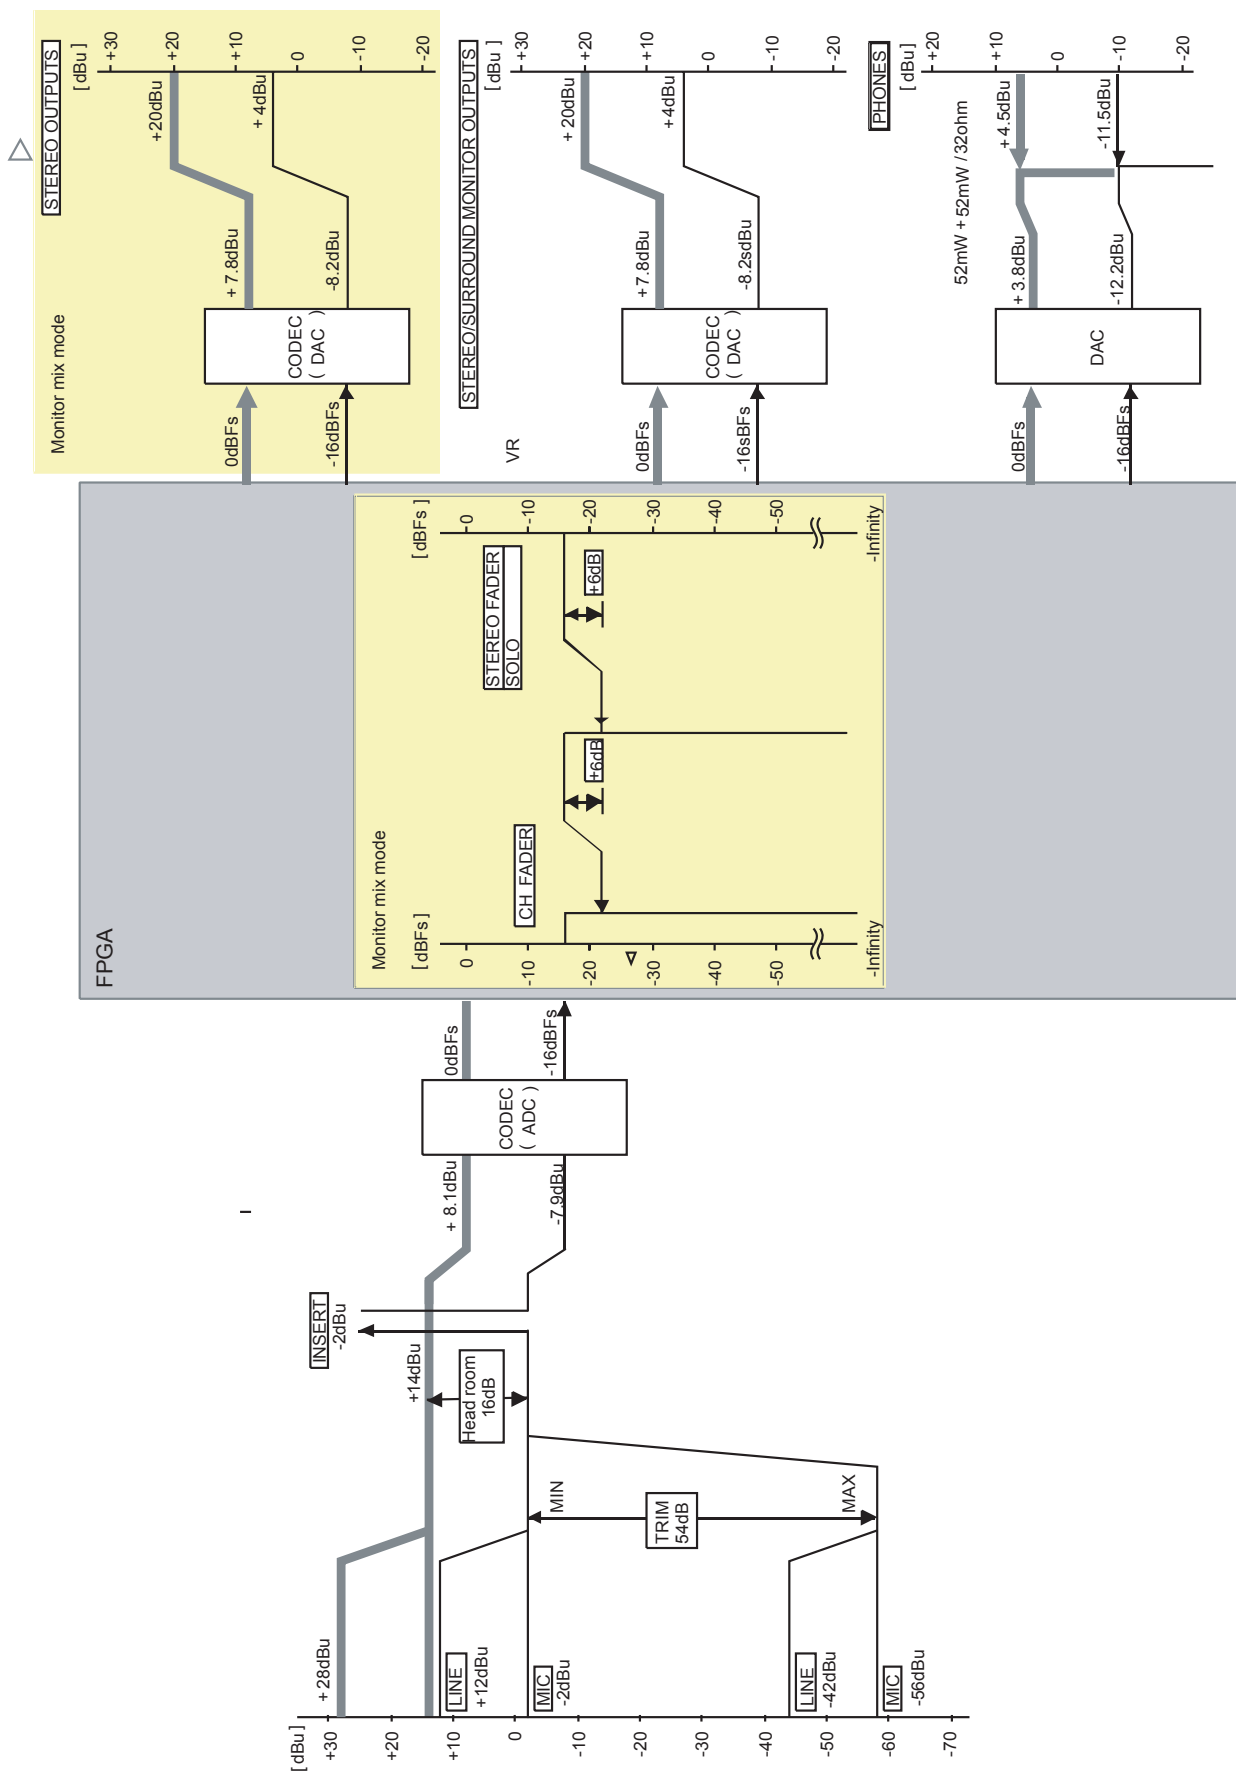 [dBu]
+30
+20
+10
0
-10
-20
-30
-40
-50
-60
-70
+28dBu
LINE
+12dBu
MIC
-2dBu
LINE
-42dBu
MIC
-56dBu
TRIM
54dB
MIN
MAX
+14dBu
Head room
16dB
INSERT
-2dBu
+ 8.1dBu
-7.9dBu
CODEC
( ADC )
0dBFs
-16dBFs
FPGA
Monitor mix mode
[dBFs]
0
-10
-20
-30
-40
-50
-Infinity
CH FADER
+6dB
STEREO FADER
SOLO
+6dB
[dBFs]
0
-10
-20
-30
-40
-50
-Infinity
Monitor mix mode
STEREO OUTPUTS
0dBFs
-16dBFs
CODEC
( DAC )
+ 7.8dBu
-8.2dBu
+20dBu
+ 4dBu
[dBu]
+30
+20
+10
0
-10
-20
VR
STEREO/SURROUND MONITOR OUTPUTS
0dBFs
-16sBFs
CODEC
( DAC )
+7.8dBu
-8.2sdBu
+ 20dBu
+4dBu
[dBu]
+30
+20
+10
0
-10
-20
PHONES
0dBFs
-16dBFs
DAC
+ 3.8dBu
-12.2dBu
52mW + 52mW / 32ohm
+ 4.5dBu
-11.5dBu
[dBu]
+20
+10
0
-10
-20